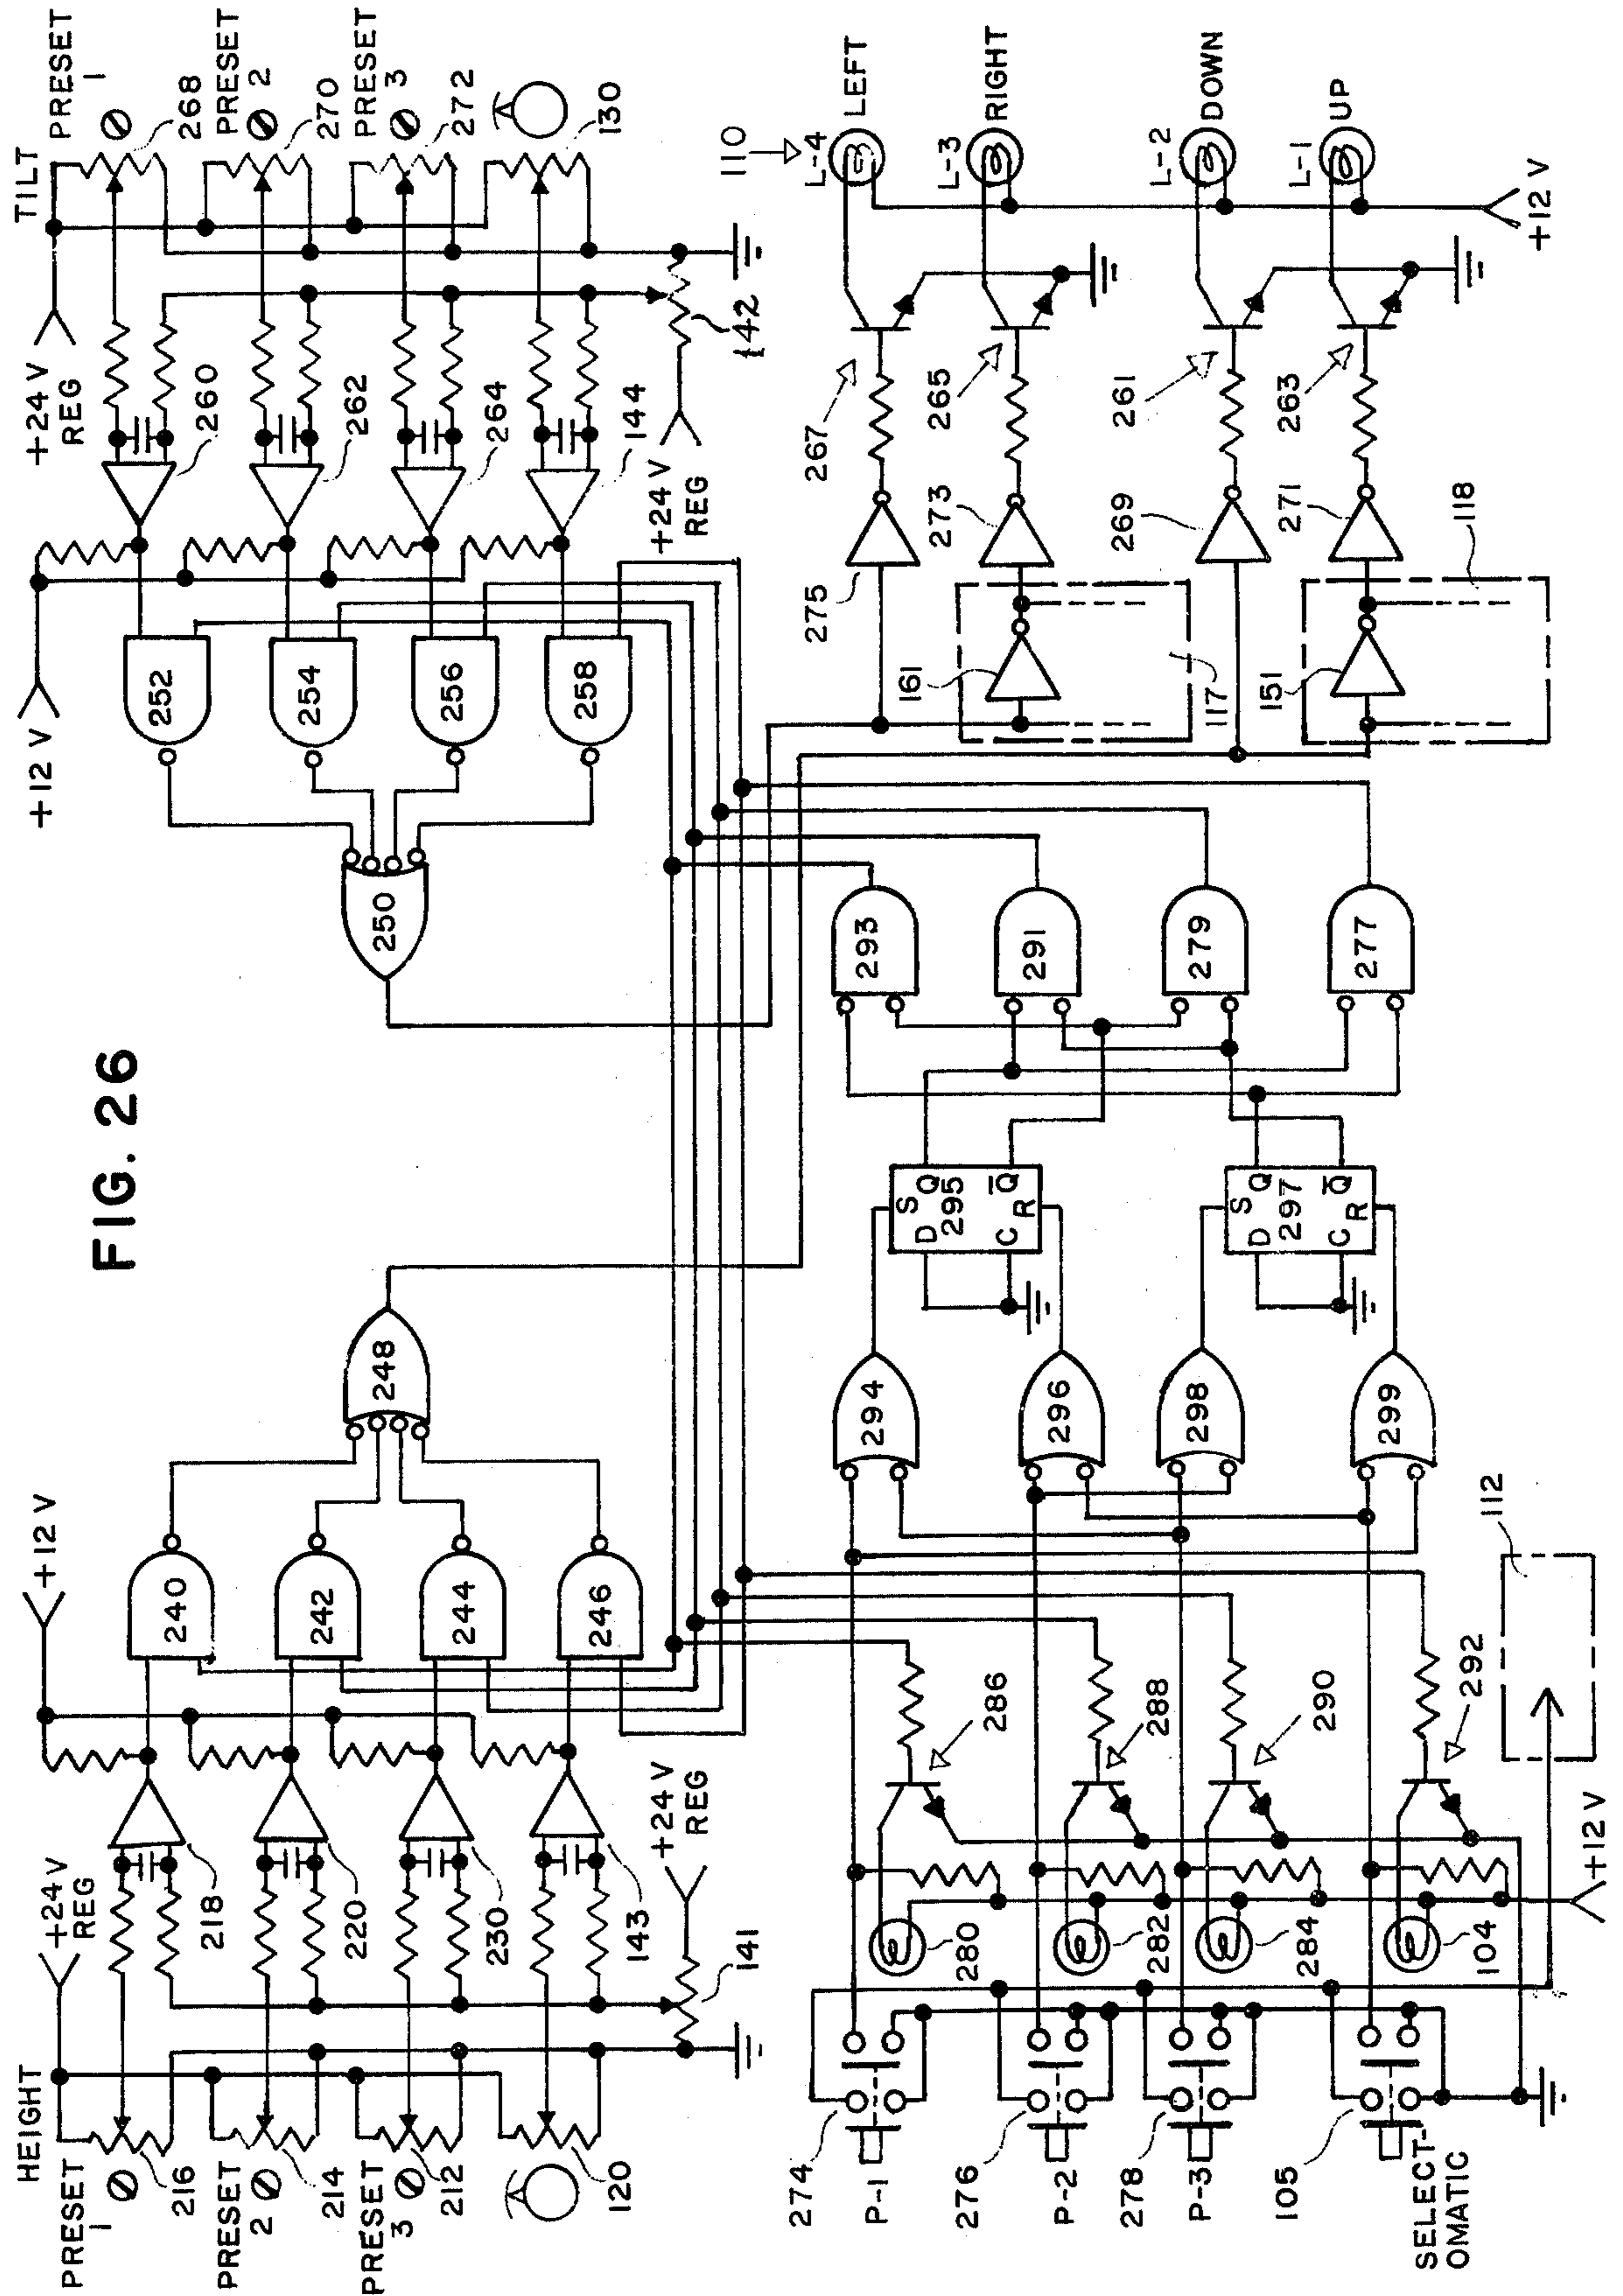 FIG. 26
HEIGHT
+24 V
REG
PRESET
1
216
PRESET
2
214
PRESET
3
212
120
218
220
230
143
141
+24 V
REG
+12 V
240
242
244
246
248
+12 V
250
252
254
256
258
TILT
+24 V
REG
260
262
264
144
+24 V
REG
142
PRESET
1
268
PRESET
2
270
PRESET
3
272
130
274
P-1
276
P-2
278
P-3
105
SELECT-
OMATIC
280
282
284
104
+12 V
286
288
290
292
112
294
296
298
299
S
D
Q
295
C
Q
R
S
D
Q
297
C
Q
R
293
291
279
277
275
161
117
151
118
267
273
265
269
261
271
263
110
L-4
LEFT
L-3
RIGHT
L-2
DOWN
L-1
UP
+12 V